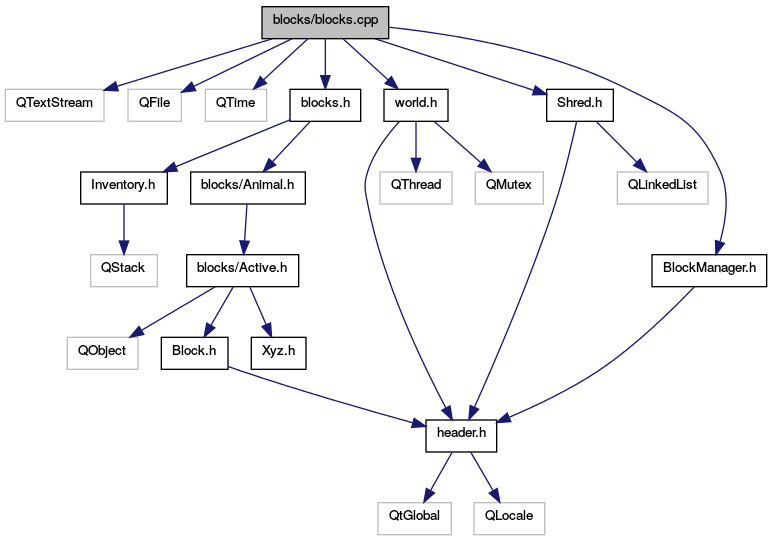 blocks/blocks.cpp
QTextStream
QFile
QTime
blocks.h
world.h
Shred.h
Inventory.h
blocks/Animal.h
QThread
QMutex
QLinkedList
QStack
blocks/Active.h
BlockManager.h
QObject
Block.h
Xyz.h
header.h
QtGlobal
QLocale